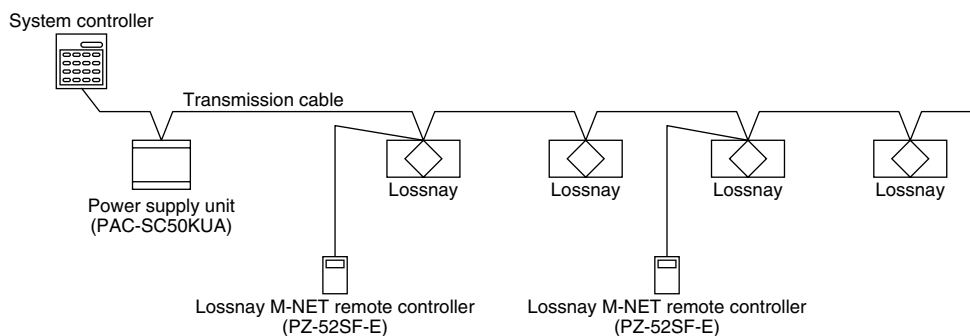 System controller
Transmission cable
Lossnay
Lossnay
Lossnay
Lossnay
Power supply unit
(PAC-SC50KUA)
Lossnay M-NET remote controller
(PZ-52SF-E)
Lossnay M-NET remote controller
(PZ-52SF-E)